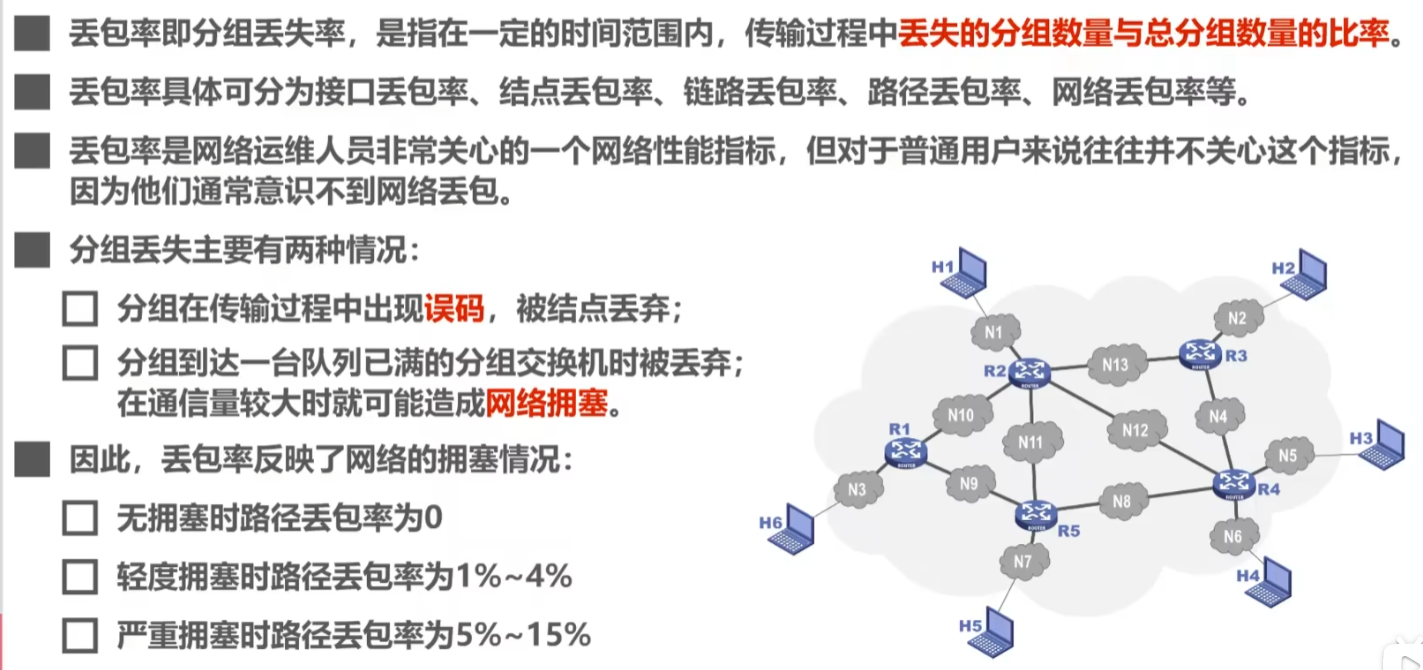 丢包率即分组丢失率，是指在一定的时间范围内，传输过程中丢失的分组数量与总分组数量的比率。
丢包率具体可分为接口丢包率、结点丢包率、链路丢包率、路径丢包率、网络丢包率等。
丢包率是网络运维人员非常关心的一个网络性能指标，但对于普通用户来说往往并不关心这个指标，
因为他们通常意识不到网络丢包。
分组丢失主要有两种情况：
分组在传输过程中出现误码，被结点丢弃；
分组到达一台队列已满的分组交换机时被丢弃；
在通信量较大时就可能造成网络拥塞。
因此，丢包率反映了网络的拥塞情况：
无拥塞时路径丢包率为0
轻度拥塞时路径丢包率为1%~4%
严重拥塞时路径丢包率为5%~15%
H1
H2
N1
N2
R2
ROUTER
N13
ROUTER
R3
N10
N12
N4
R1
ROUTER
N11
H3
N5
N3
N9
N8
ROUTER
R4
H6
ROUTER
R5
N6
N7
H4
H5